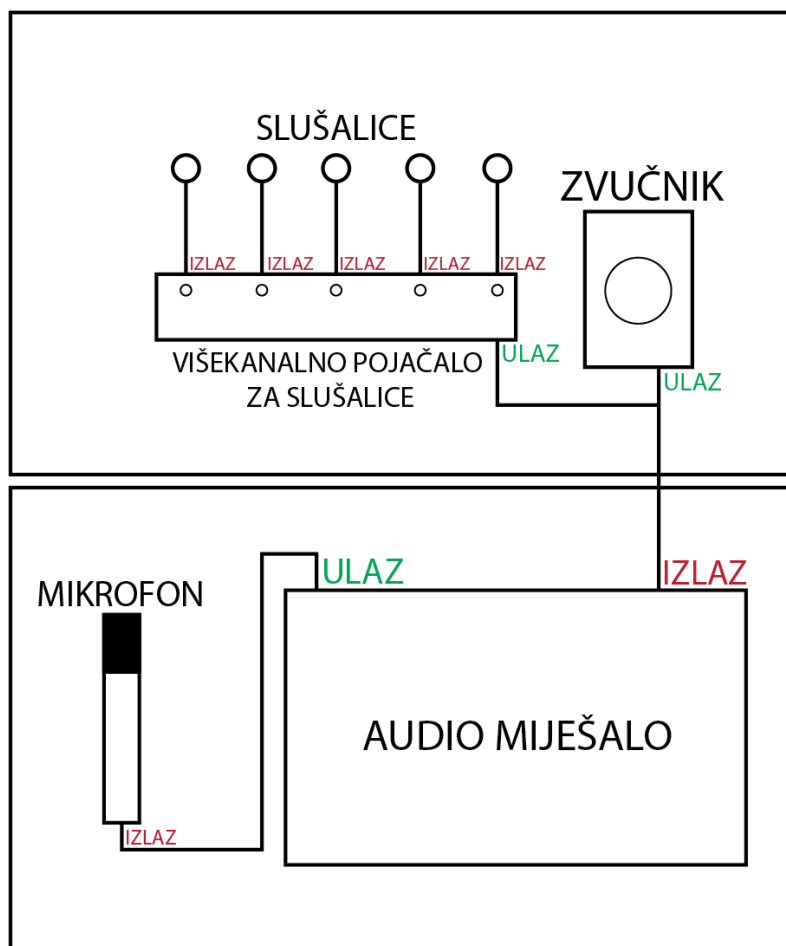 SLUŠALICE
ZVUČNIK
IZLAZ IZLAZ IZLAZ IZLAZ IZLAZ
VIŠEKANALNO POJAČALO
ZA SLUŠALICE
ULAZ
ULAZ
MIKROFON
ULAZ
IZLAZ
AUDIO MIJEŠALO
IZLAZ